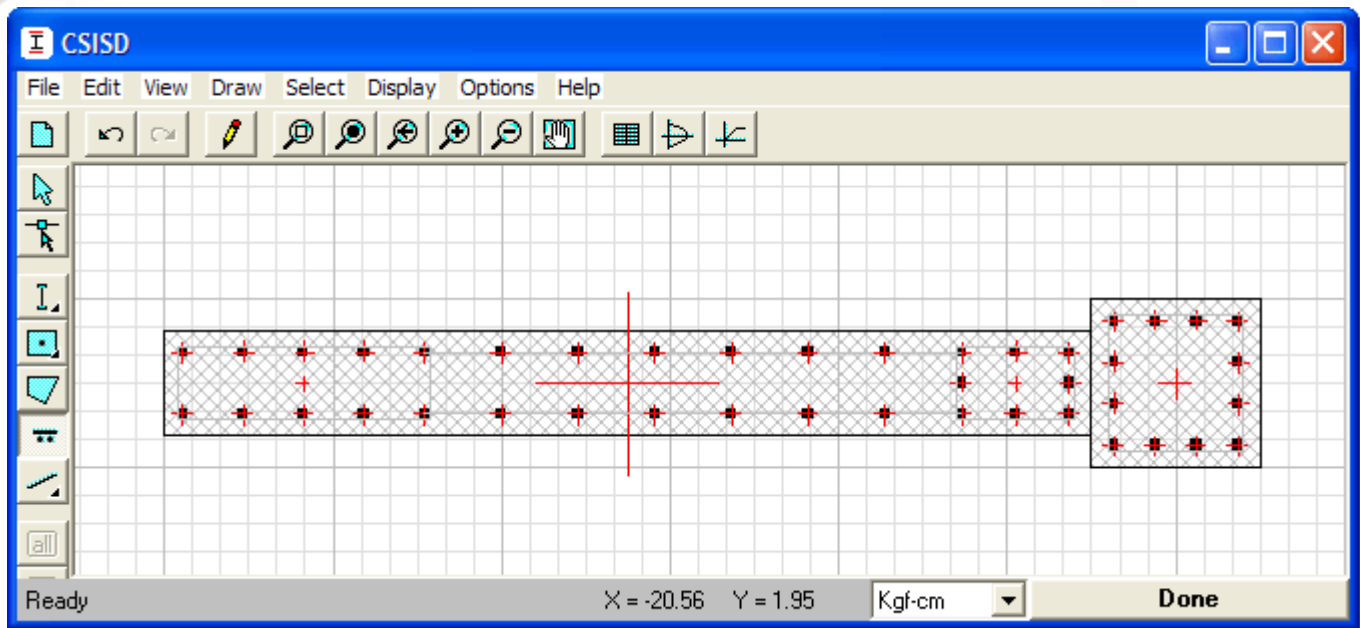 CSISD
File Edit View Draw Select Display Options Help
all
Ready X = -20.56 Y = 1.95 Kgf-cm Done